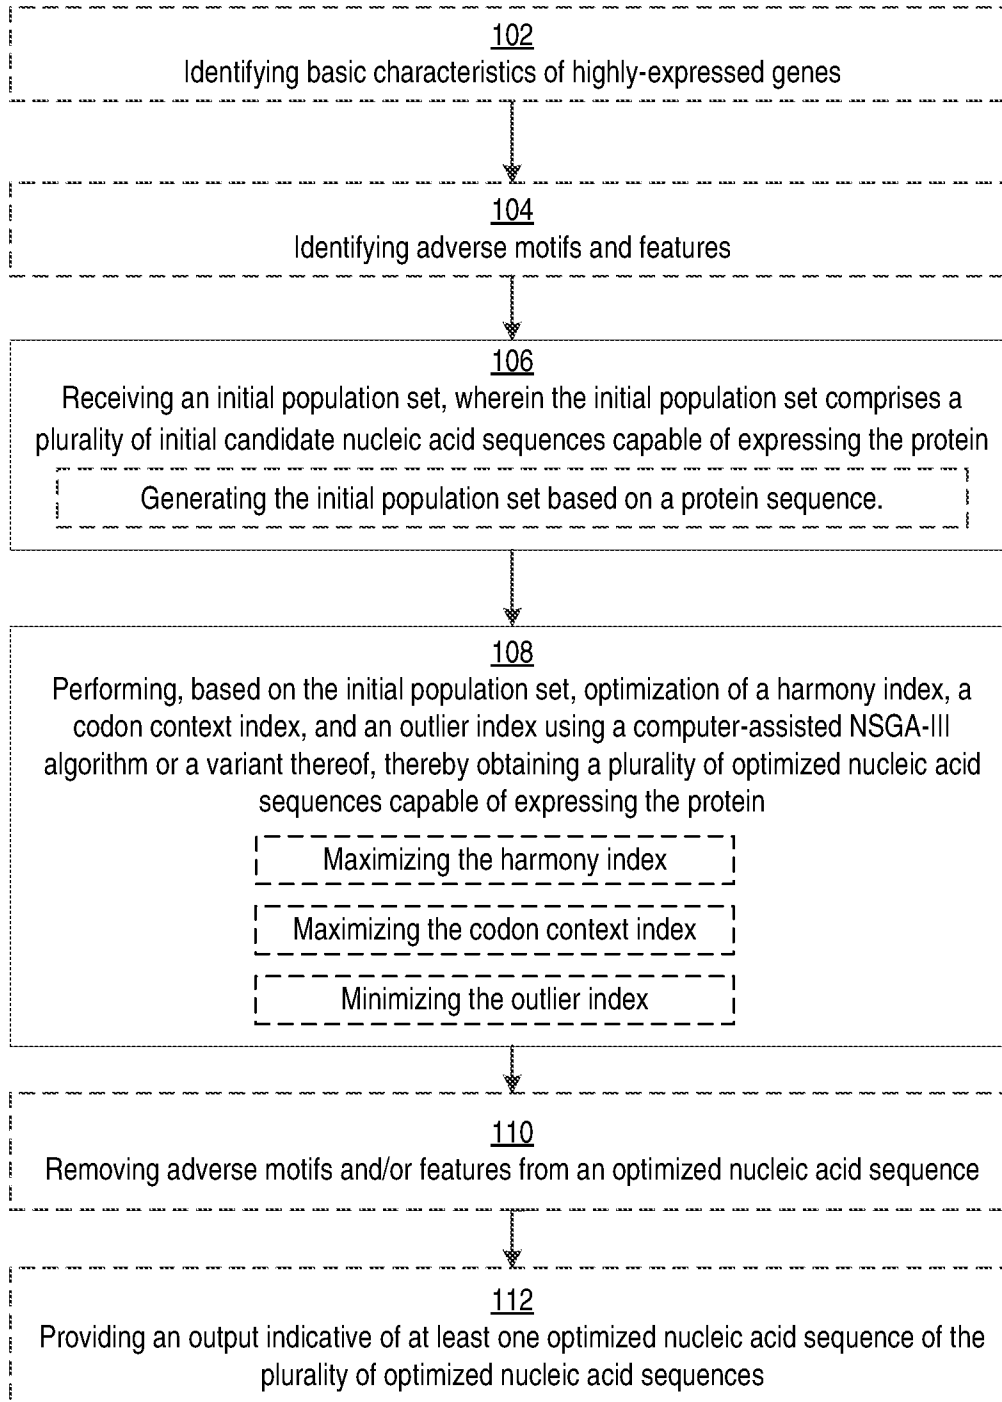 102
Identifying basic characteristics of highly-expressed genes
104
Identifying adverse motifs and features
106
Receiving an initial population set, wherein the initial population set comprises a
plurality of initial candidate nucleic acid sequences capable of expressing the protein
Generating the initial population set based on a protein sequence.
108
Performing, based on the initial population set, optimization of a harmony index, a
codon context index, and an outlier index using a computer-assisted NSGA-III
algorithm or a variant thereof, thereby obtaining a plurality of optimized nucleic acid
sequences capable of expressing the protein
Maximizing the harmony index
Maximizing the codon context index
Minimizing the outlier index
110
Removing adverse motifs and/or features from an optimized nucleic acid sequence
112
Providing an output indicative of at least one optimized nucleic acid sequence of the
plurality of optimized nucleic acid sequences